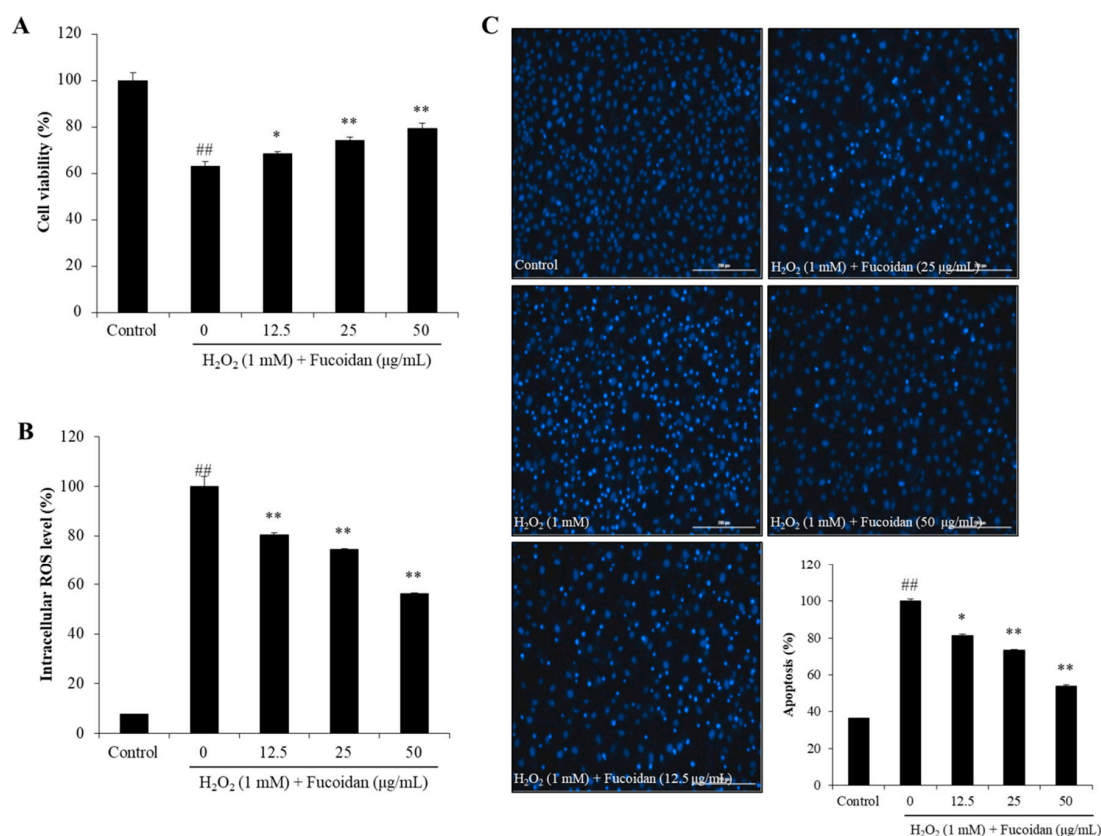 A
Cell viability (%)
120
100
80
60
40
20
0
##
*
**
**
Control 0 12.5 25 50
H₂O₂ (1 mM) + Fucoidan (μg/mL)
B
Intracellular ROS level (%)
120
100
80
60
40
20
0
##
**
**
**
Control 0 12.5 25 50
H₂O₂ (1 mM) + Fucoidan (μg/mL)
C
Control
H₂O₂ (1 mM) + Fucoidan (25 μg/mL)
H₂O₂ (1 mM)
H₂O₂ (1 mM) + Fucoidan (50 μg/mL)
H₂O₂ (1 mM) + Fucoidan (12.5 μg/mL)
Apoptosis (%)
120
100
80
60
40
20
0
##
*
**
**
Control 0 12.5 25 50
H₂O₂ (1 mM) + Fucoidan (μg/mL)